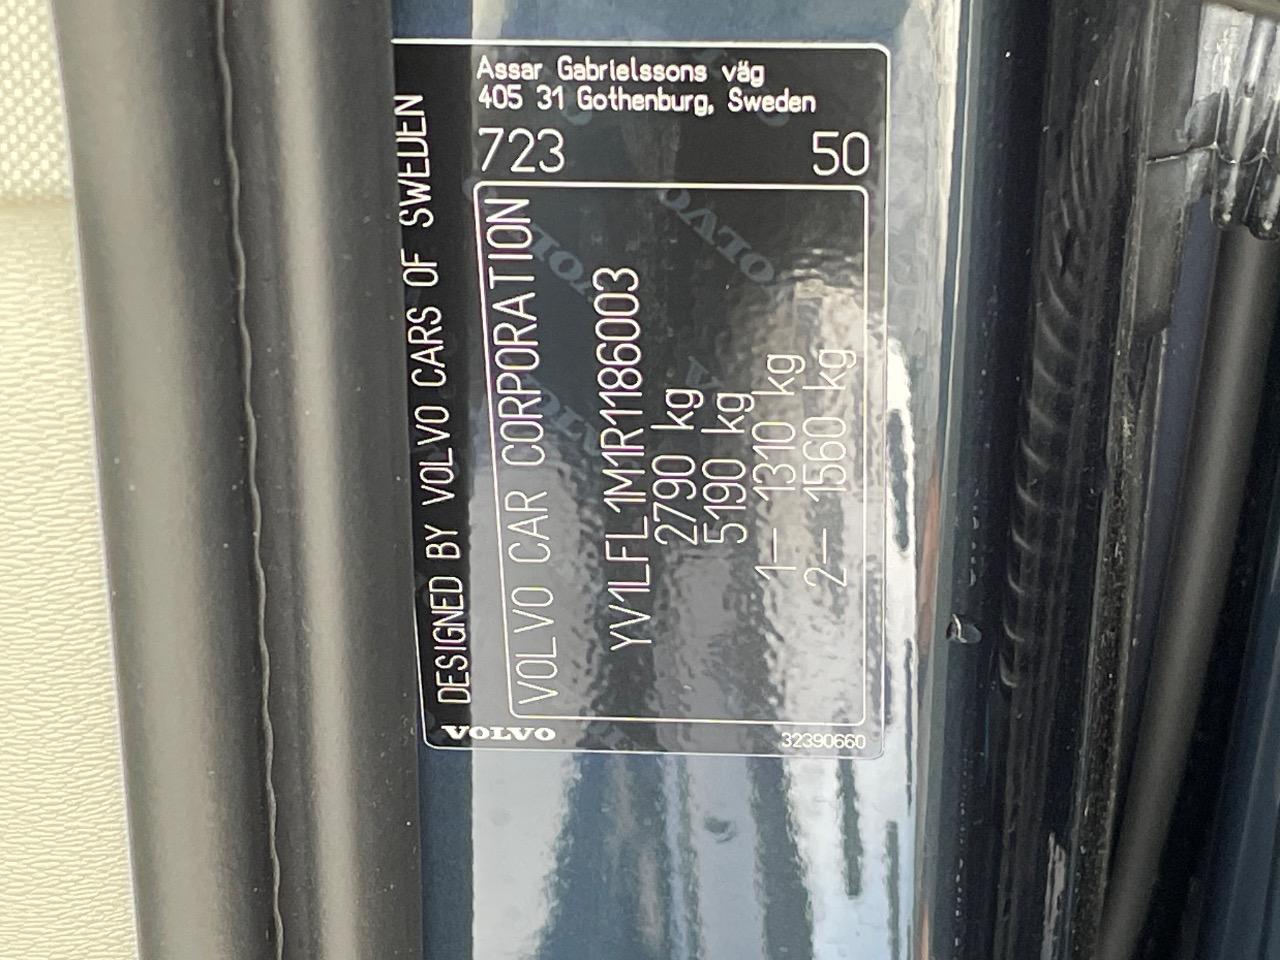 Assar Gabrielssons väg
405 31 Gothenburg, Sweden
723 50
DESIGNED BY VOLVO CARS OF SWEDEN
VOLVO CAR CORPORATION
YV1LFL1M1R1186003
2790 kg
5190 kg
1– 1310 kg
2– 1560 kg
VOLVO
32390660